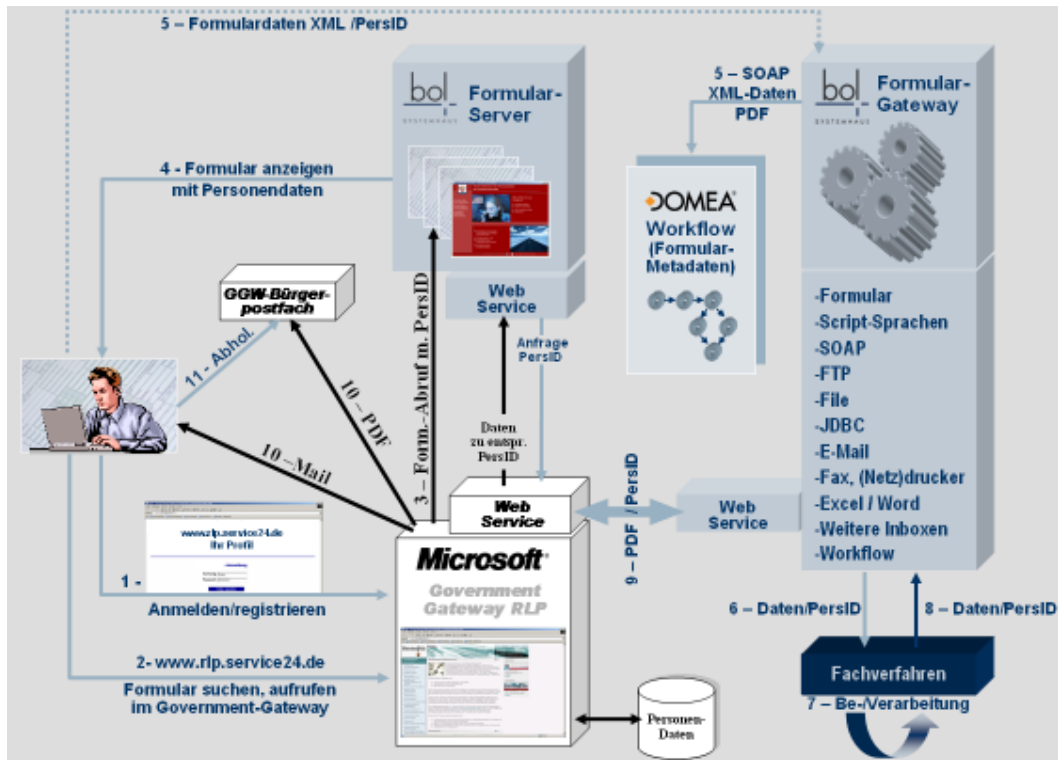 5 – Formulardaten XML /PersID
bol
SYSTEMHAUS
Formular-
Server
5 – SOAP
XML-Daten
PDF
bol
SYSTEMHAUS
Formular-
Gateway
4 - Formular anzeigen
mit Personendaten
DOMEA®
Workflow
(Formular-
Metadaten)
GGW-Bürger-
postfach
Web
Service
-Formular
-Script-Sprachen
-SOAP
-FTP
-File
-JDBC
-E-Mail
-Fax, (Netz)drucker
-Excel / Word
-Weitere Inboxen
-Workflow
11 - Abhol.
10 – PDF
3 – Form.-Abruf m. PersID
Anfrage
PersID
Daten
zu entspr.
PersID
10 –Mail
9 – PDF / PersID
Web
Service
Web
Service
www.rlp.service24.de
Ihr Profil
1 -
Anmelden/registrieren
Microsoft®
Government
Gateway RLP
2- www.rlp.service24.de
Formular suchen, aufrufen
im Government-Gateway
Personen-
Daten
6 – Daten/PersID
8 – Daten/PersID
Fachverfahren
7 – Be-/Verarbeitung